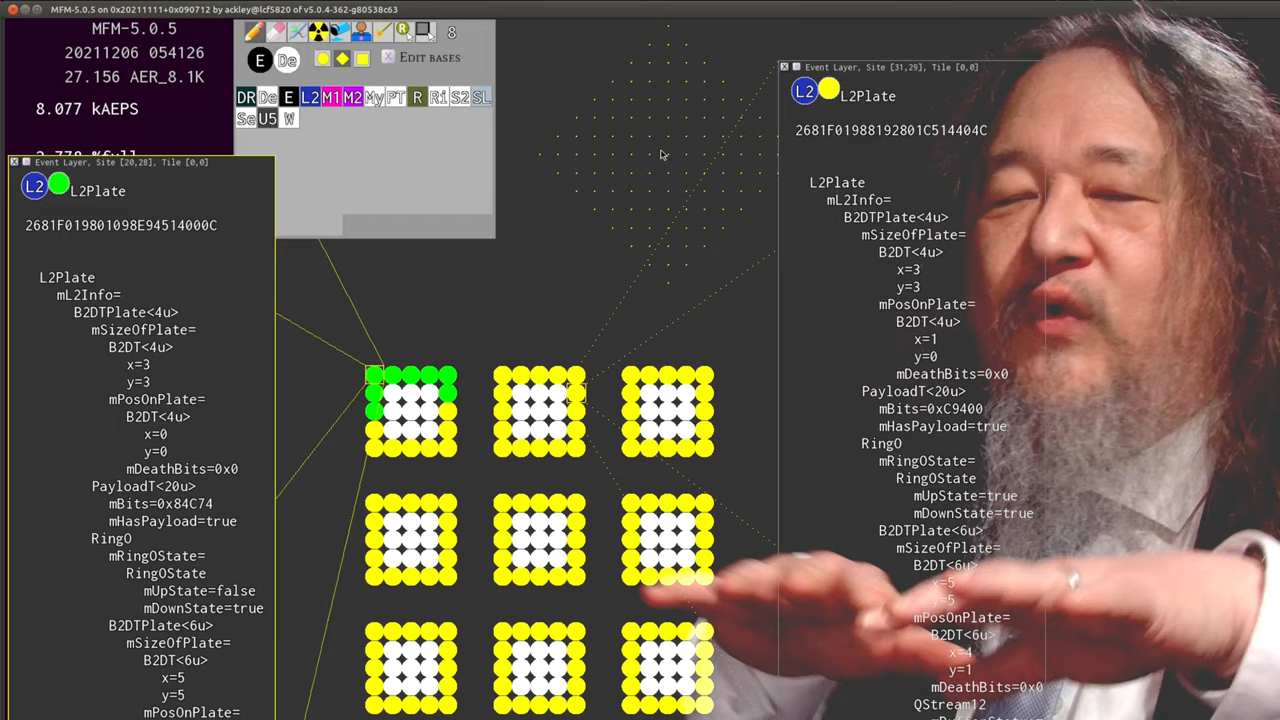 MFM-5.0.5 on 0x20211111+0x090712 by ackley@lcf5820 of v5.0.4-362-g80538c63
MFM-5.0.5
20211206 054126
27.156 AER_8.1K
8.077 kAEPS
8
E De EDIT BASES
DR De E L2 M1 M2 My PT R Ri S2 SL
Se U5 W
Event Layer, Site [20,28], Tile [0,0]
L2 L2Plate
2681F019801098E94514000C
L2Plate
mL2Info=
B2DTPlate<4u>
mSizeOfPlate=
B2DT<4u>
x=3
y=3
mPosOnPlate=
B2DT<4u>
x=0
y=0
mDeathBits=0x0
PayloadT<20u>
mBits=0x84C74
mHasPayload=true
RingO
mRingOState=
RingOState
mUpState=false
mDownState=true
B2DTPlate<6u>
mSizeOfPlate=
B2DT<6u>
x=5
y=5
mPosOnPlate=
Event Layer, Site [31,29], Tile [0,0]
L2 L2Plate
2681F01988192801C514404C
L2Plate
mL2Info=
B2DTPlate<4u>
mSizeOfPlate=
B2DT<4u>
x=3
y=3
mPosOnPlate=
B2DT<4u>
x=1
y=0
mDeathBits=0x0
PayloadT<20u>
mBits=0xC9400
mHasPayload=true
RingO
mRingOState=
RingOState
mUpState=true
mDownState=true
B2DTPlate<6u>
mSizeOfPlate=
B2DT<6u>
x=5
y=5
mPosOnPlate=
B2DT<6u>
x=4
y=1
mDeathBits=0x0
QStream12